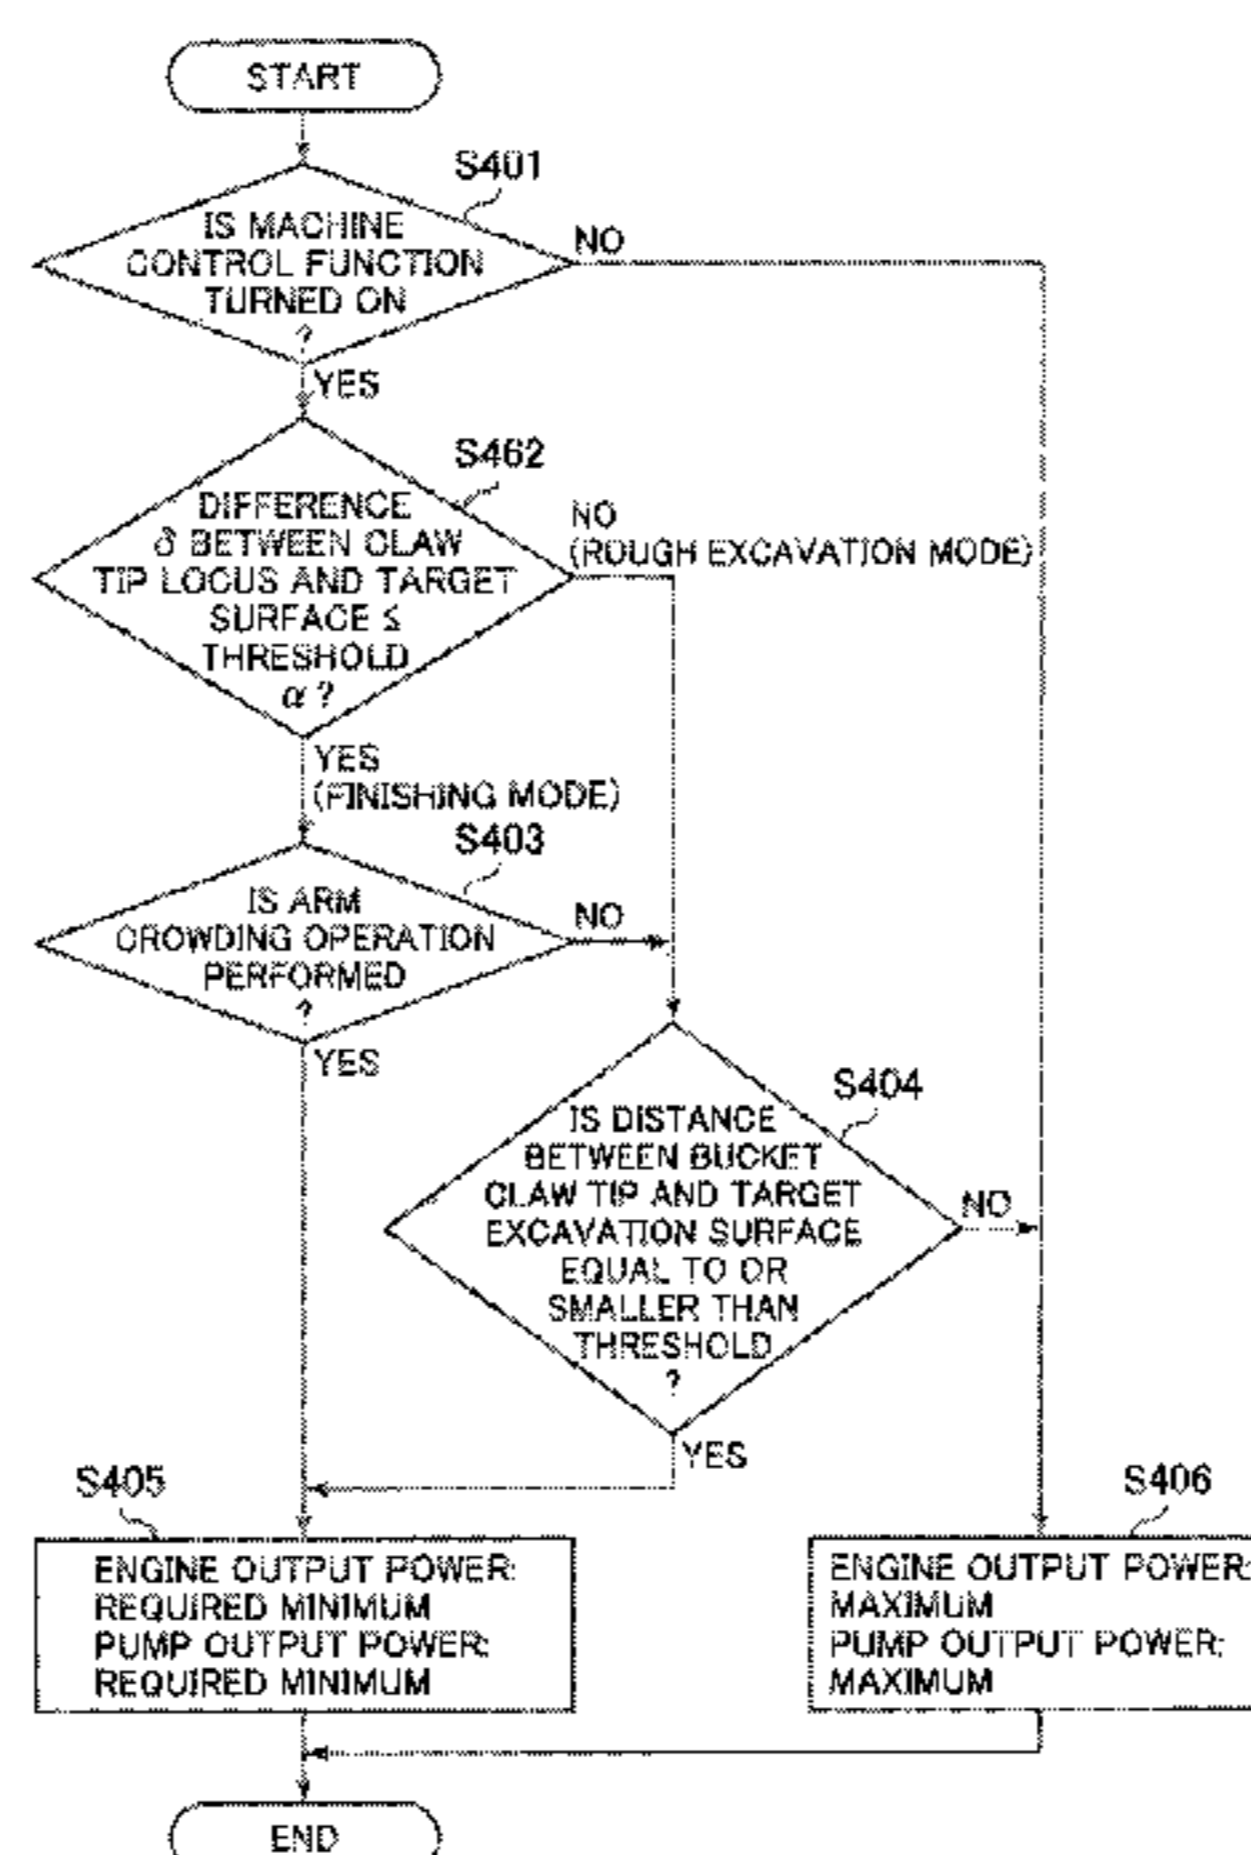 START
S401
IS MACHINE
CONTROL FUNCTION
TURNED ON
?
NO
YES
S462
DIFFERENCE
δ BETWEEN CLAW
TIP LOCUS AND TARGET
SURFACE ≤
THRESHOLD
α ?
NO
(ROUGH EXCAVATION MODE)
YES
(FINISHING MODE)
S403
IS ARM
CROWDING OPERATION
PERFORMED
?
NO
YES
S404
IS DISTANCE
BETWEEN BUCKET
CLAW TIP AND TARGET
EXCAVATION SURFACE
EQUAL TO OR
SMALLER THAN
THRESHOLD
?
NO
YES
S405
ENGINE OUTPUT POWER:
REQUIRED MINIMUM
PUMP OUTPUT POWER:
REQUIRED MINIMUM
S406
ENGINE OUTPUT POWER:
MAXIMUM
PUMP OUTPUT POWER:
MAXIMUM
END